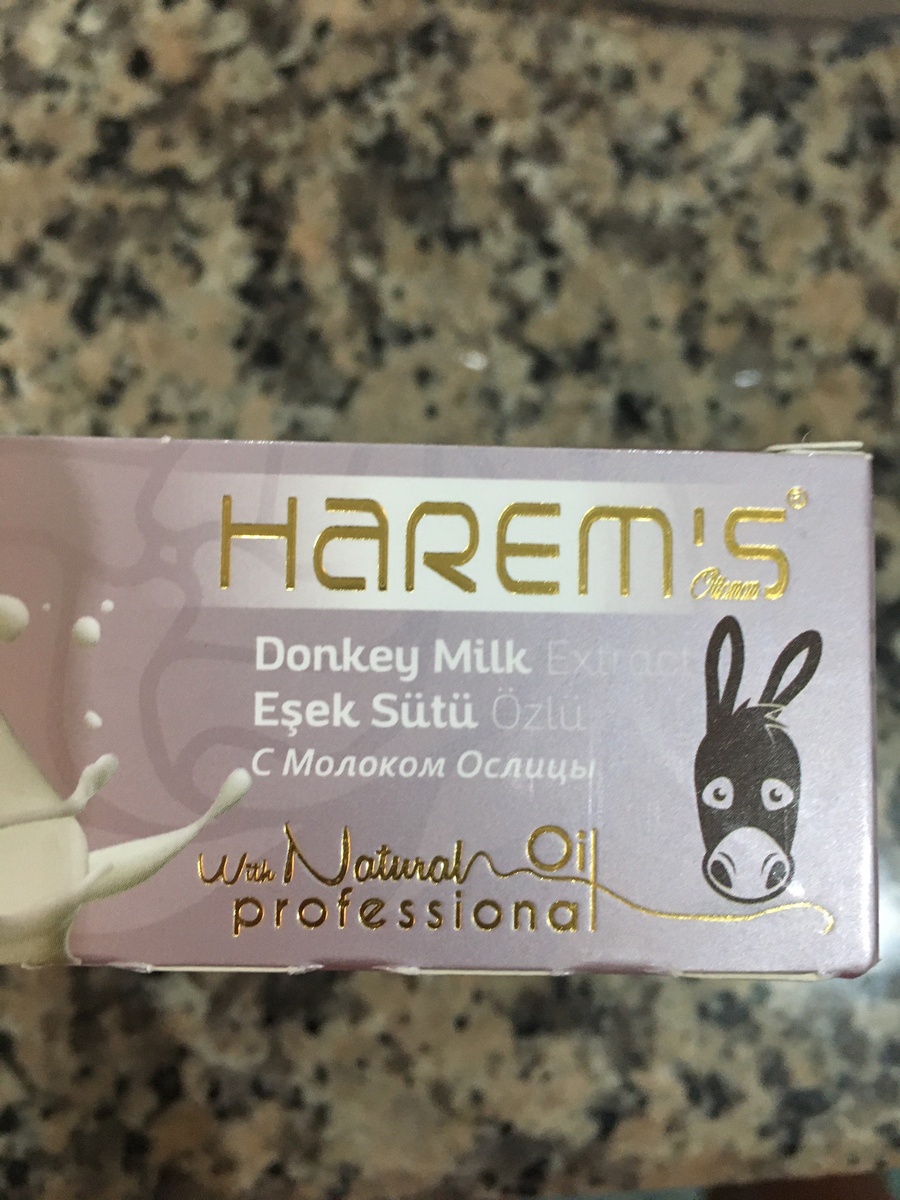 HAREM'S®
Donkey Milk Extract
Eşek Sütü Özlü
С Молоком Ослицы
With Natural Oil
professional